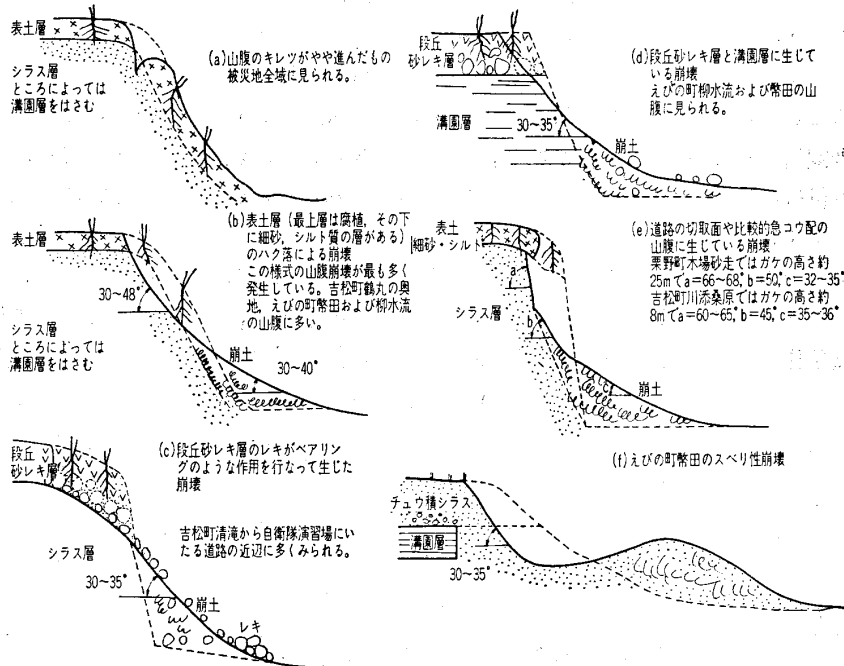 表土層
シラス層
ところによっては
溝園層をはさむ
(a)山腹のキレツがやや進んだもの
被災地全域に見られる。
表土層
30~48°
シラス層
ところによっては
溝園層をはさむ
崩土
30~40°
(b)表土層(最上層は腐植,その下
に細砂,シルト質の層がある)
のハク落による崩壊
この様式の山腹崩壊が最も多く
発生している。吉松町鶴丸の奥
地,えびの町幣田および柳水流
の山腹に多い。
段丘
砂レキ層
シラス層
30~35°
崩土
レキ
(c)段丘砂レキ層のレキがベアリン
グのような作用を行なって生じた
崩壊
吉松町清滝から自衛隊演習場にい
たる道路の近辺に多くみられる。
段丘
砂レキ層
溝園層
30~35°
崩土
(d)段丘砂レキ層と溝園層に生じて
いる崩壊
えびの町柳水流および幣田の山
腹に見られる。
表土
細砂・シルト
a
シラス層
b
c
崩土
(e)道路の切取面や比較的急コウ配の
山腹に生じている崩壊
栗野町木場砂走ではガケの高さ約
25mでa=66~68°,b=50°,c=32~35°
吉松町川添桑原ではガケの高さ約
8mでa=60~65°,b=45°,c=35~36°
(f)えびの町幣田のスベリ性崩壊
チュウ積シラス
溝園層
30~35°